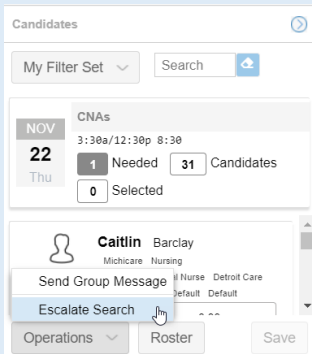 Candidates
My Filter Set
Search
CNAs
NOV
22
Thu
3:30a/12:30p 8:30
1 Needed 31 Candidates
0 Selected
Caitlin Barclay
Michicare Nursing
Nurse Detroit Care
Default Default
Send Group Message
Escalate Search
Operations Roster Save